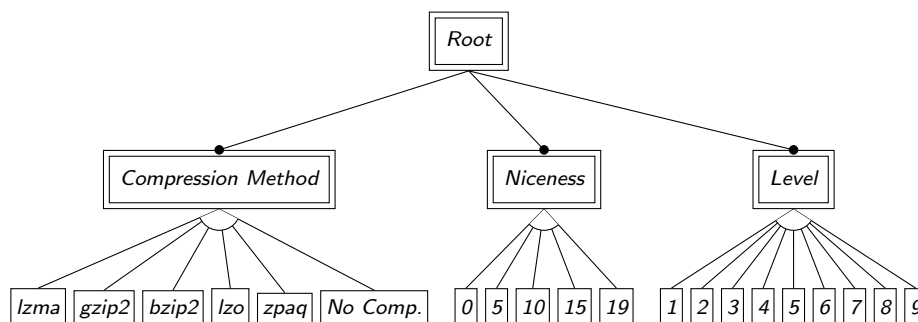 Root
Compression Method Niceness Level
lzma gzip2 bzip2 lzo zpaq No Comp. 0 5 10 15 19 1 2 3 4 5 6 7 8 9